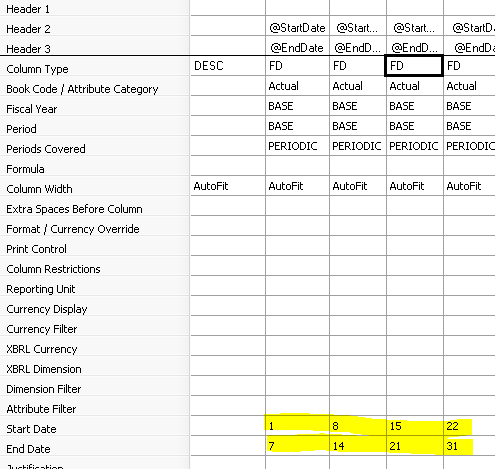 Header 1
Header 2 @StartDate @Start... @Start... @StartDate
Header 3 @EndDate @EndD... @EndD... @EndDa
Column Type DESC FD FD FD FD
Book Code / Attribute Category Actual Actual Actual Actual
Fiscal Year BASE BASE BASE BASE
Period BASE BASE BASE BASE
Periods Covered PERIODIC PERIODIC PERIODIC PERIODIC
Formula
Column Width AutoFit AutoFit AutoFit AutoFit AutoFit
Extra Spaces Before Column
Format / Currency Override
Print Control
Column Restrictions
Reporting Unit
Currency Display
Currency Filter
XBRL Currency
XBRL Dimension
Dimension Filter
Attribute Filter
Start Date 1 8 15 22
End Date 7 14 21 31
Justification